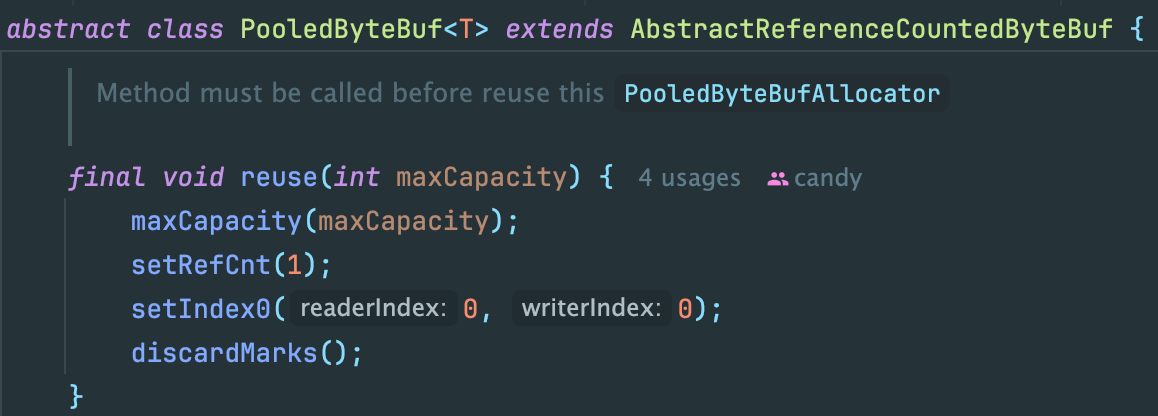 abstract class PooledByteBuf<T> extends AbstractReferenceCountedByteBuf {
Method must be called before reuse this PooledByteBufAllocator
final void reuse(int maxCapacity) { 4 usages candy
maxCapacity(maxCapacity);
setRefCnt(1);
setIndex0( readerIndex: 0, writerIndex: 0);
discardMarks();
}